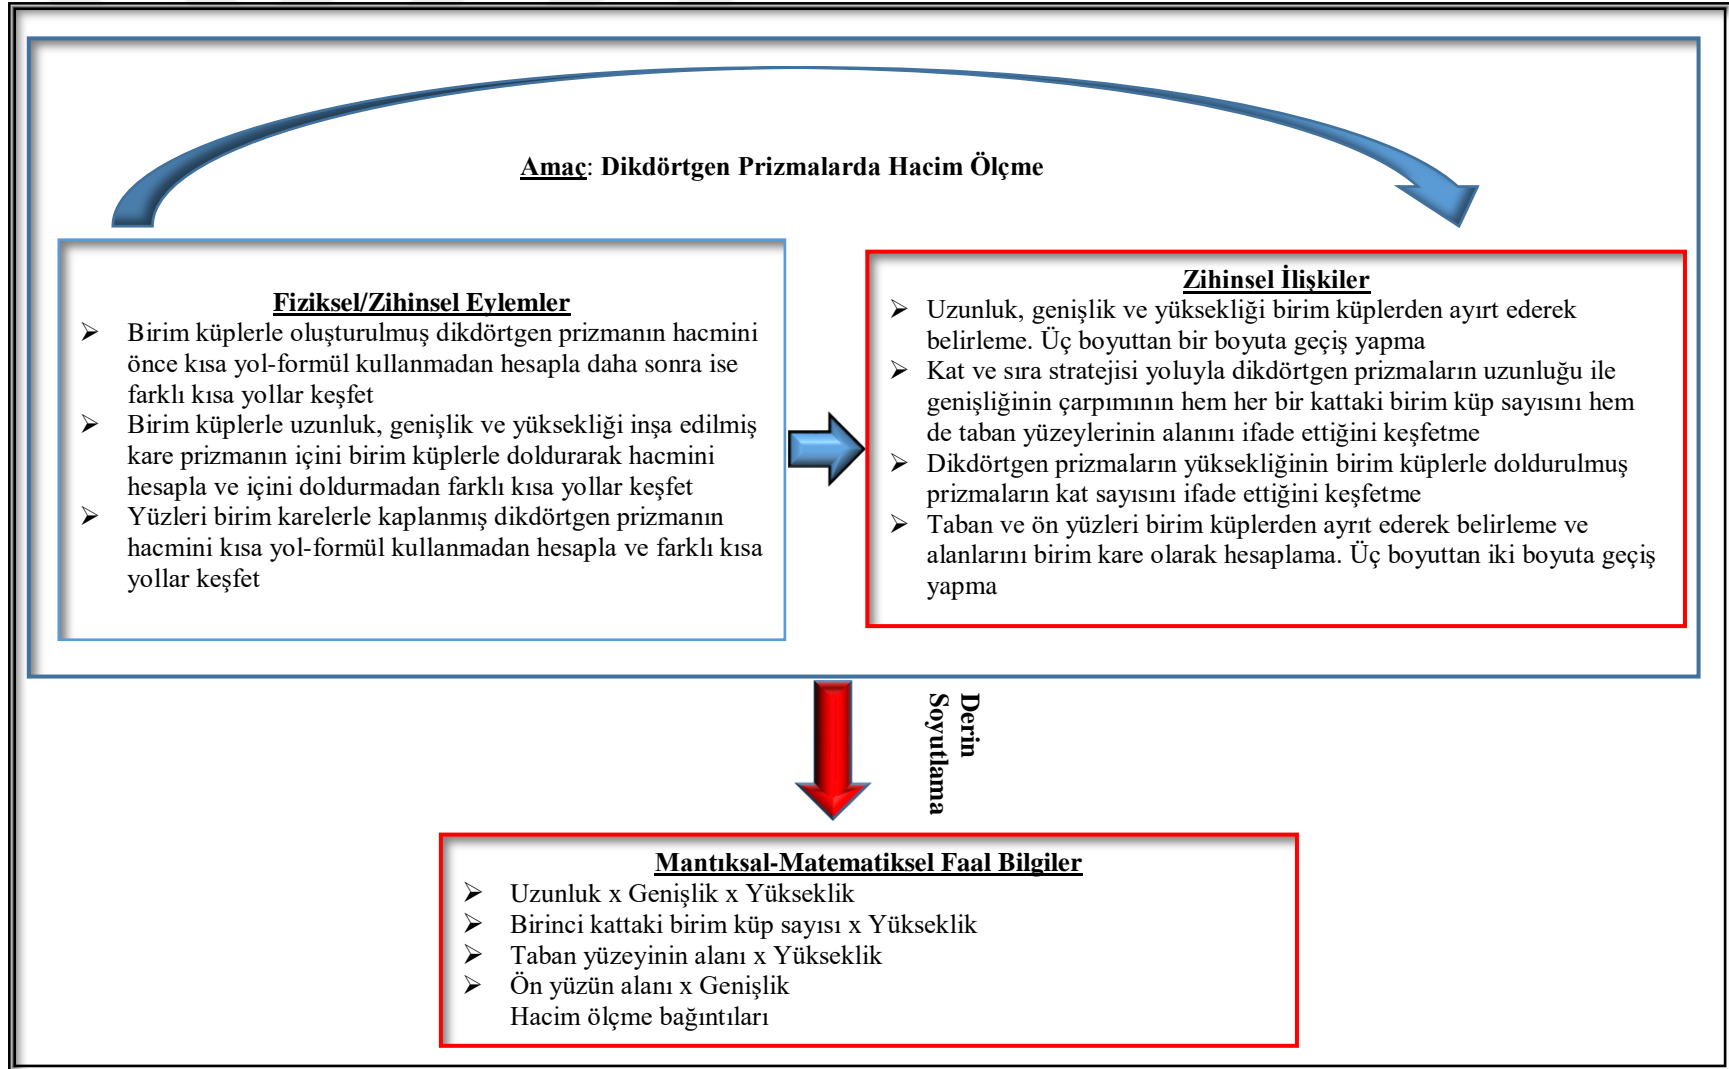 Amaç: Dikdörtgen Prizmalarda Hacim Ölçme
Fiziksel/Zihinsel Eylemler
➢ Birim küplerle oluşturulmuş dikdörtgen prizmanın hacmini
önce kısa yol-formül kullanmadan hesapla daha sonra ise
farklı kısa yollar keşfet
➢ Birim küplerle uzunluk, genişlik ve yüksekliği inşa edilmiş
kare prizmanın içini birim küplerle doldurarak hacmini
hesapla ve içini doldurmadan farklı kısa yollar keşfet
➢ Yüzleri birim karelerle kaplanmış dikdörtgen prizmanın
hacmini kısa yol-formül kullanmadan hesapla ve farklı kısa
yollar keşfet
Zihinsel İlişkiler
➢ Uzunluk, genişlik ve yüksekliği birim küplerden ayırt ederek
belirleme. Üç boyuttan bir boyuta geçiş yapma
➢ Kat ve sıra stratejisi yoluyla dikdörtgen prizmaların uzunluğu ile
genişliğinin çarpımının hem her bir kattaki birim küp sayısını hem
de taban yüzeylerinin alanını ifade ettiğini keşfetme
➢ Dikdörtgen prizmaların yüksekliğinin birim küplerle doldurulmuş
prizmaların kat sayısını ifade ettiğini keşfetme
➢ Taban ve ön yüzleri birim küplerden ayrıt ederek belirleme ve
alanlarını birim kare olarak hesaplama. Üç boyuttan iki boyuta geçiş
yapma
Derin
Soyutlama
Mantıksal-Matematiksel Faal Bilgiler
➢ Uzunluk x Genişlik x Yükseklik
➢ Birinci kattaki birim küp sayısı x Yükseklik
➢ Taban yüzeyinin alanı x Yükseklik
➢ Ön yüzün alanı x Genişlik
Hacim ölçme bağıntıları